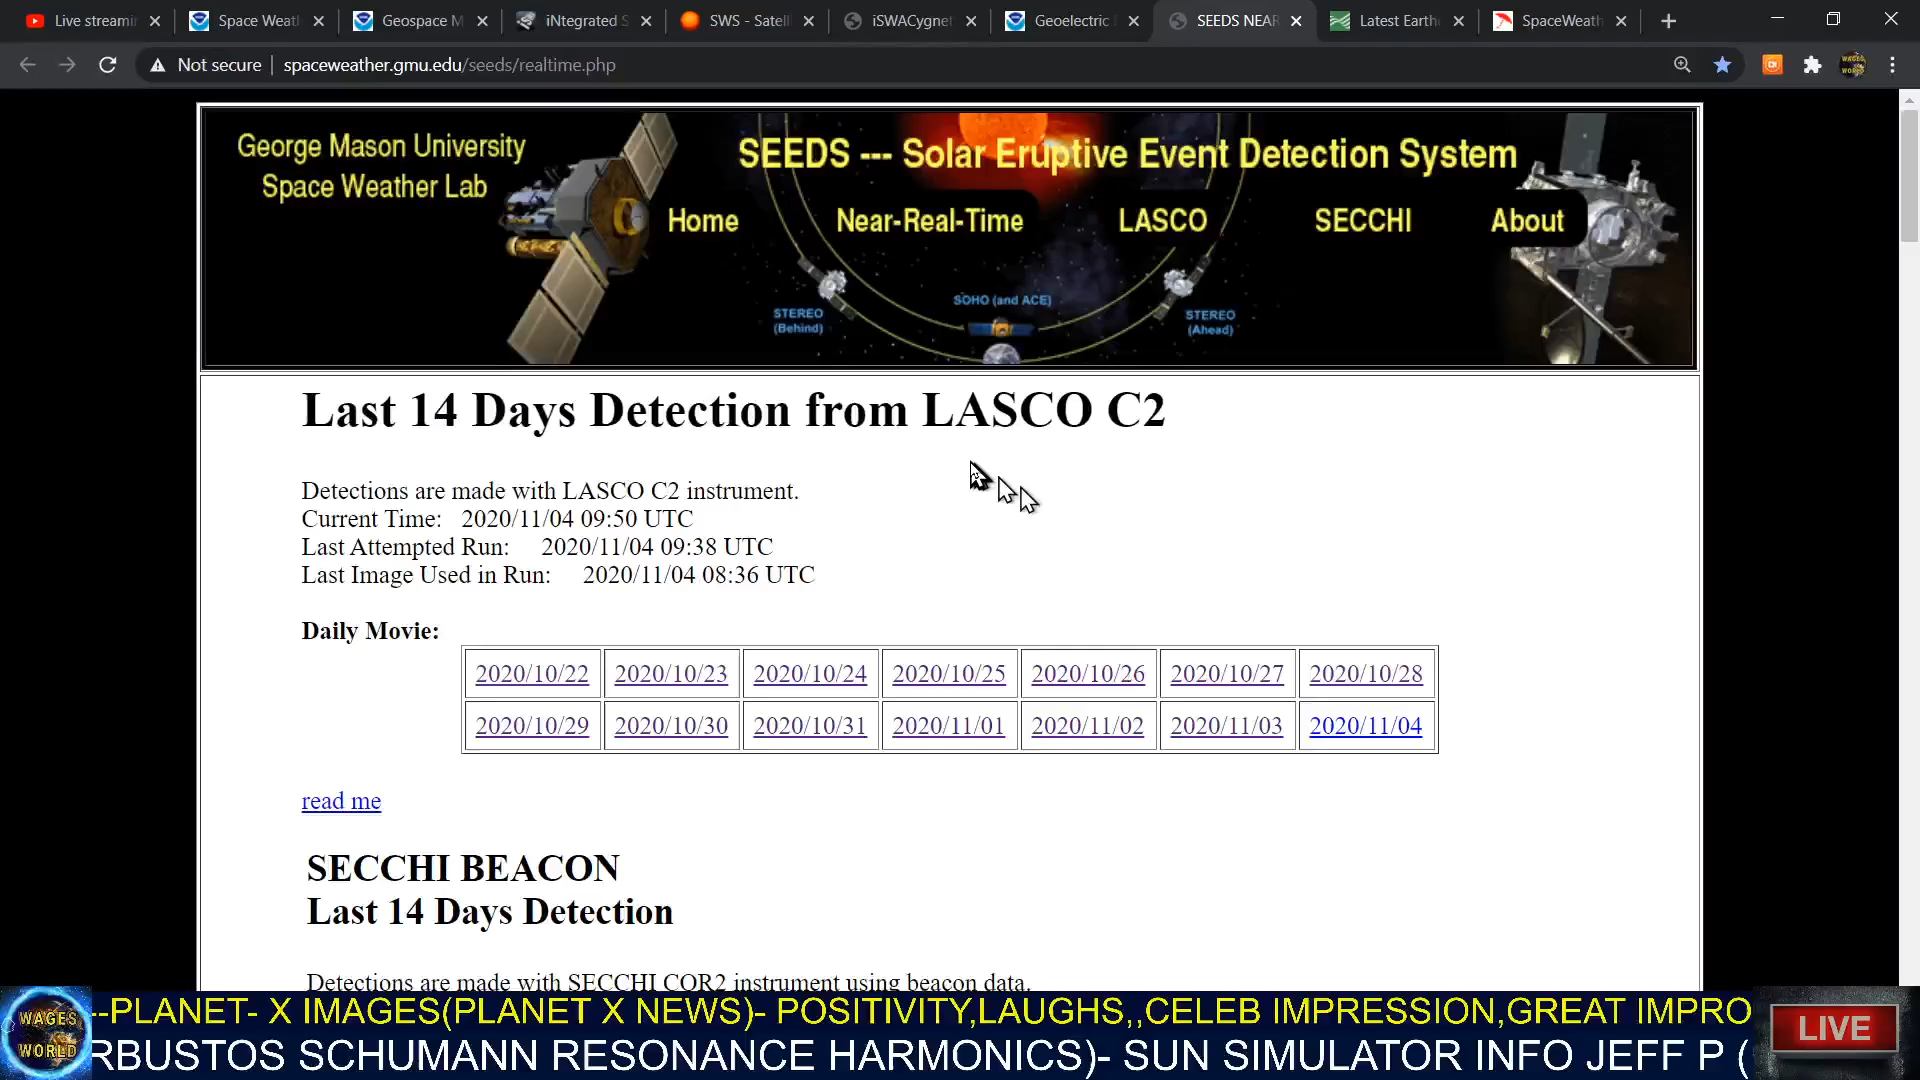 Live streamin
Space Weath
Geospace M
iNtegrated S
SWS - Satell
iSWACygnet
Geoelectric
SEEDS NEAR
Latest Earth
SpaceWeath
Not secure
spaceweather.gmu.edu/seeds/realtime.php
George Mason University
Space Weather Lab
SEEDS --- Solar Eruptive Event Detection System
Home
Near-Real-Time
LASCO
SECCHI
About
STEREO
(Behind)
SOHO (and ACE)
STEREO
(Ahead)
Last 14 Days Detection from LASCO C2
Detections are made with LASCO C2 instrument.
Current Time: 2020/11/04 09:50 UTC
Last Attempted Run: 2020/11/04 09:38 UTC
Last Image Used in Run: 2020/11/04 08:36 UTC
Daily Movie:
2020/10/22 2020/10/23 2020/10/24 2020/10/25 2020/10/26 2020/10/27 2020/10/28
2020/10/29 2020/10/30 2020/10/31 2020/11/01 2020/11/02 2020/11/03 2020/11/04
read me
SECCHI BEACON
Last 14 Days Detection
Detections are made with SECCHI COR2 instrument using beacon data.
WAGES
WORLD
--PLANET- X IMAGES(PLANET X NEWS)- POSITIVITY,LAUGHS,,CELEB IMPRESSION,GREAT IMPRO
RBUSTOS SCHUMANN RESONANCE HARMONICS)- SUN SIMULATOR INFO JEFF P (
LIVE